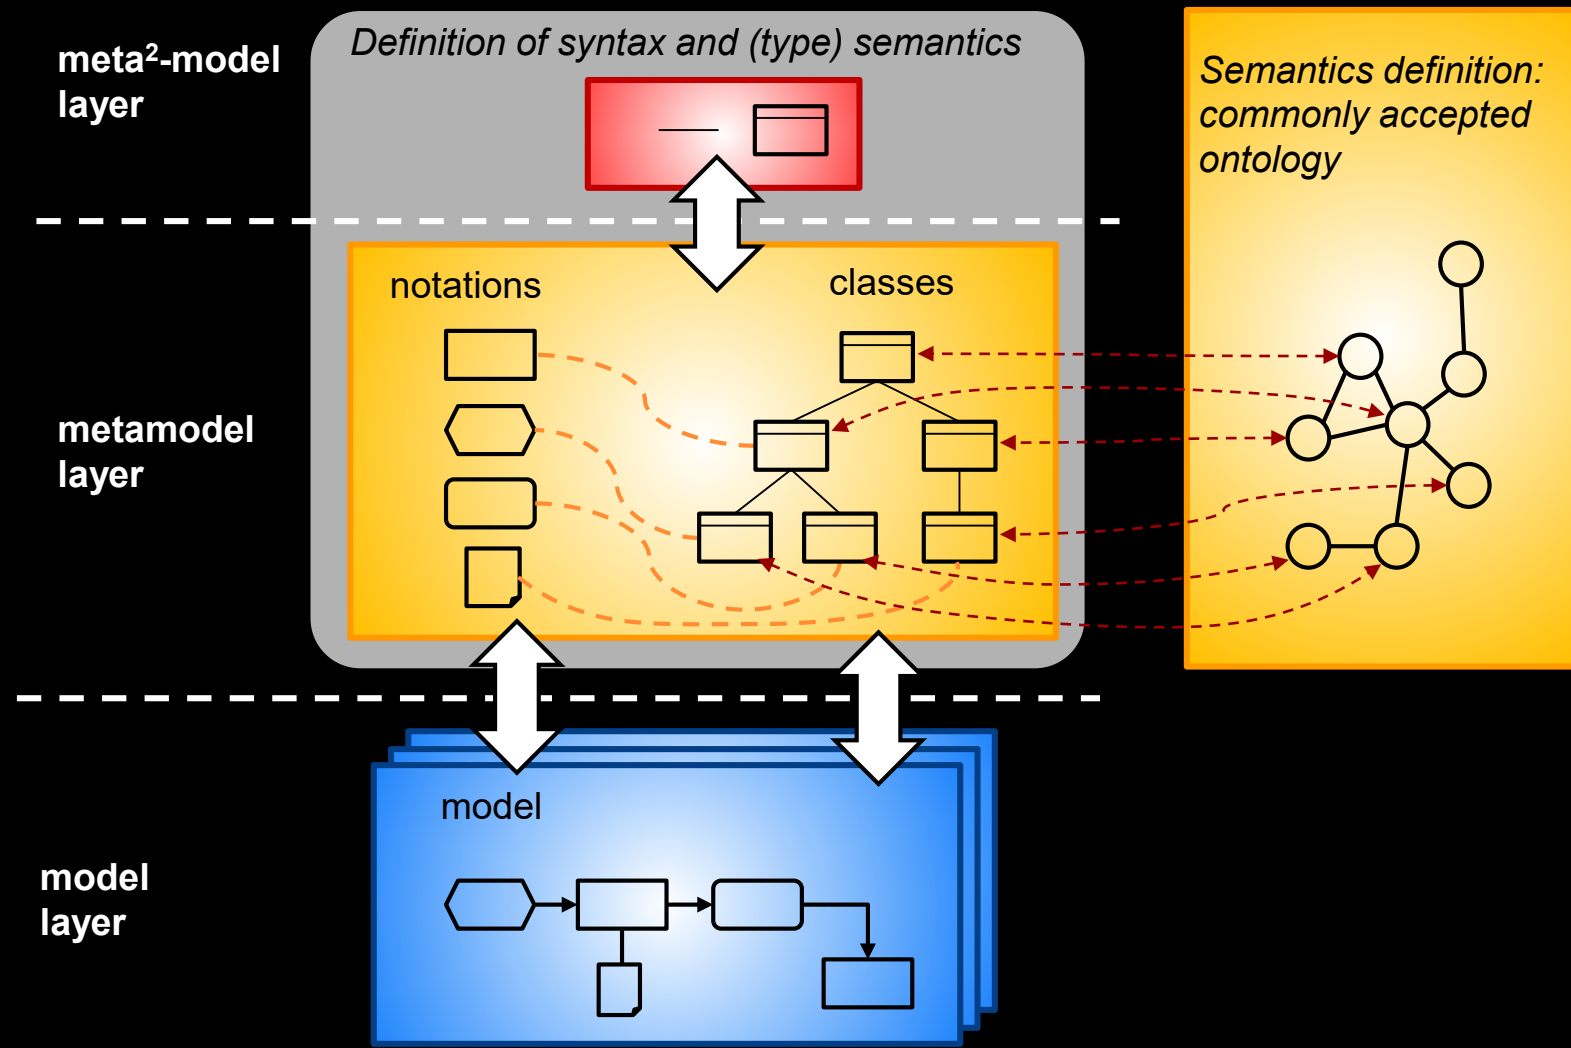 meta²-model
layer
Definition of syntax and (type) semantics
Semantics definition:
commonly accepted
ontology
metamodel
layer
notations
classes
model
layer
model